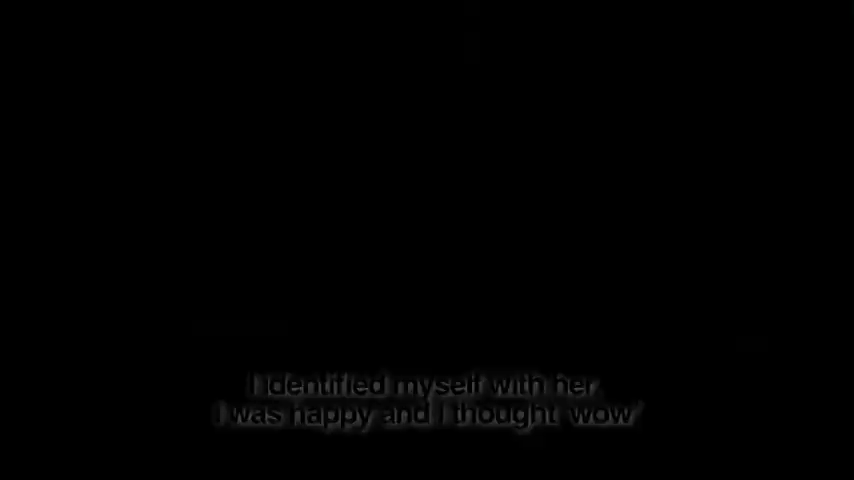 I identified myself with her.
I was happy and I thought 'wow'